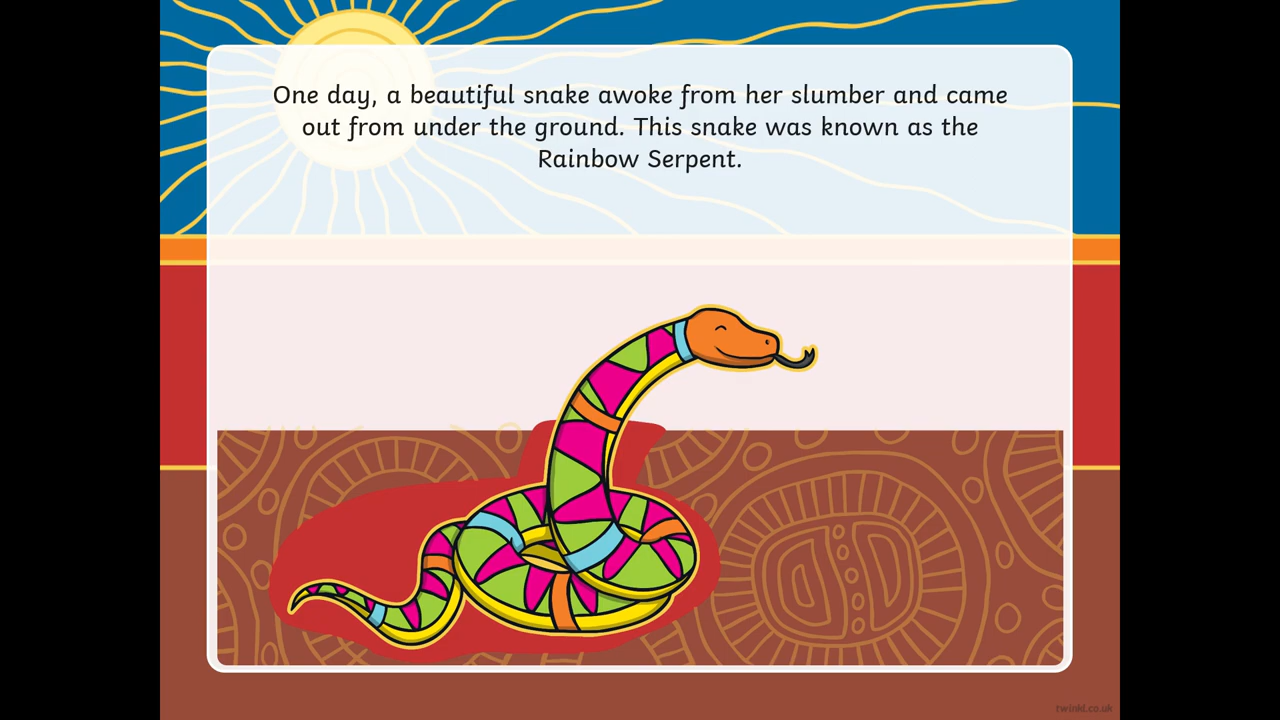 One day, a beautiful snake awoke from her slumber and came
out from under the ground. This snake was known as the
Rainbow Serpent.
twinkl.co.uk